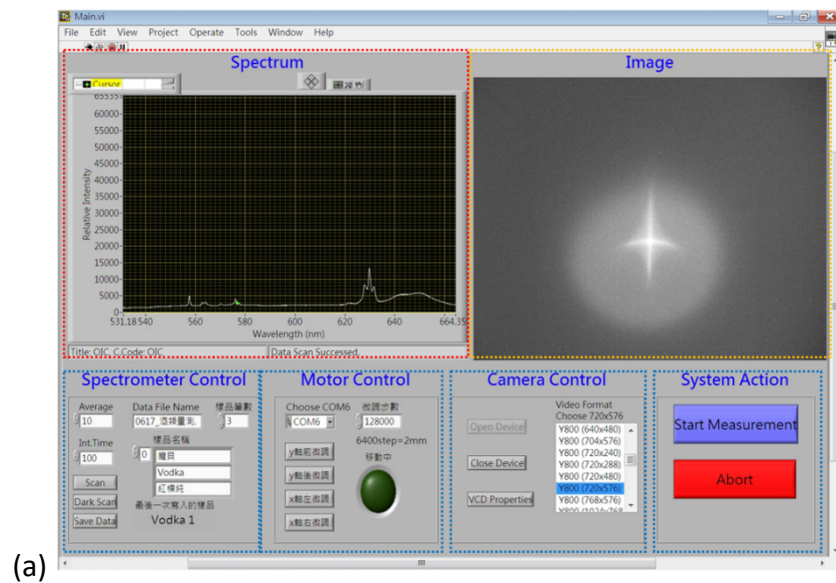 Main.vi
File Edit View Project Operate Tools Window Help
Spectrum
Cursor
65535
60000
55000
50000
45000
40000
35000
30000
25000
20000
15000
10000
5000
0
Relative Intensity
531.18 540 560 580 600 620 640 664.35
Wavelength (nm)
Title: OIC, C.Code: OIC Data Scan Successed.
Image
Spectrometer Control
Average Data File Name 樣品筆數
10 0617_酒類量測. 3
Int.Time 樣品名稱
100 0
Vodka
紅標純
Scan
Dark Scan
Save Data
最後一次寫入的樣品
Vodka 1
Motor Control
Choose COM6 微調步數
COM6 128000
6400step=2mm
移動中
y軸前微調
y軸後微調
x軸左微調
x軸右微調
Camera Control
Video Format
Choose 720x576
Open Device
Close Device
VCD Properties
Y800 (640x480)
Y800 (704x576)
Y800 (720x240)
Y800 (720x288)
Y800 (720x480)
Y800 (720x576)
Y800 (768x576)
Y800 (1024x768
System Action
Start Measurement
Abort
(a)